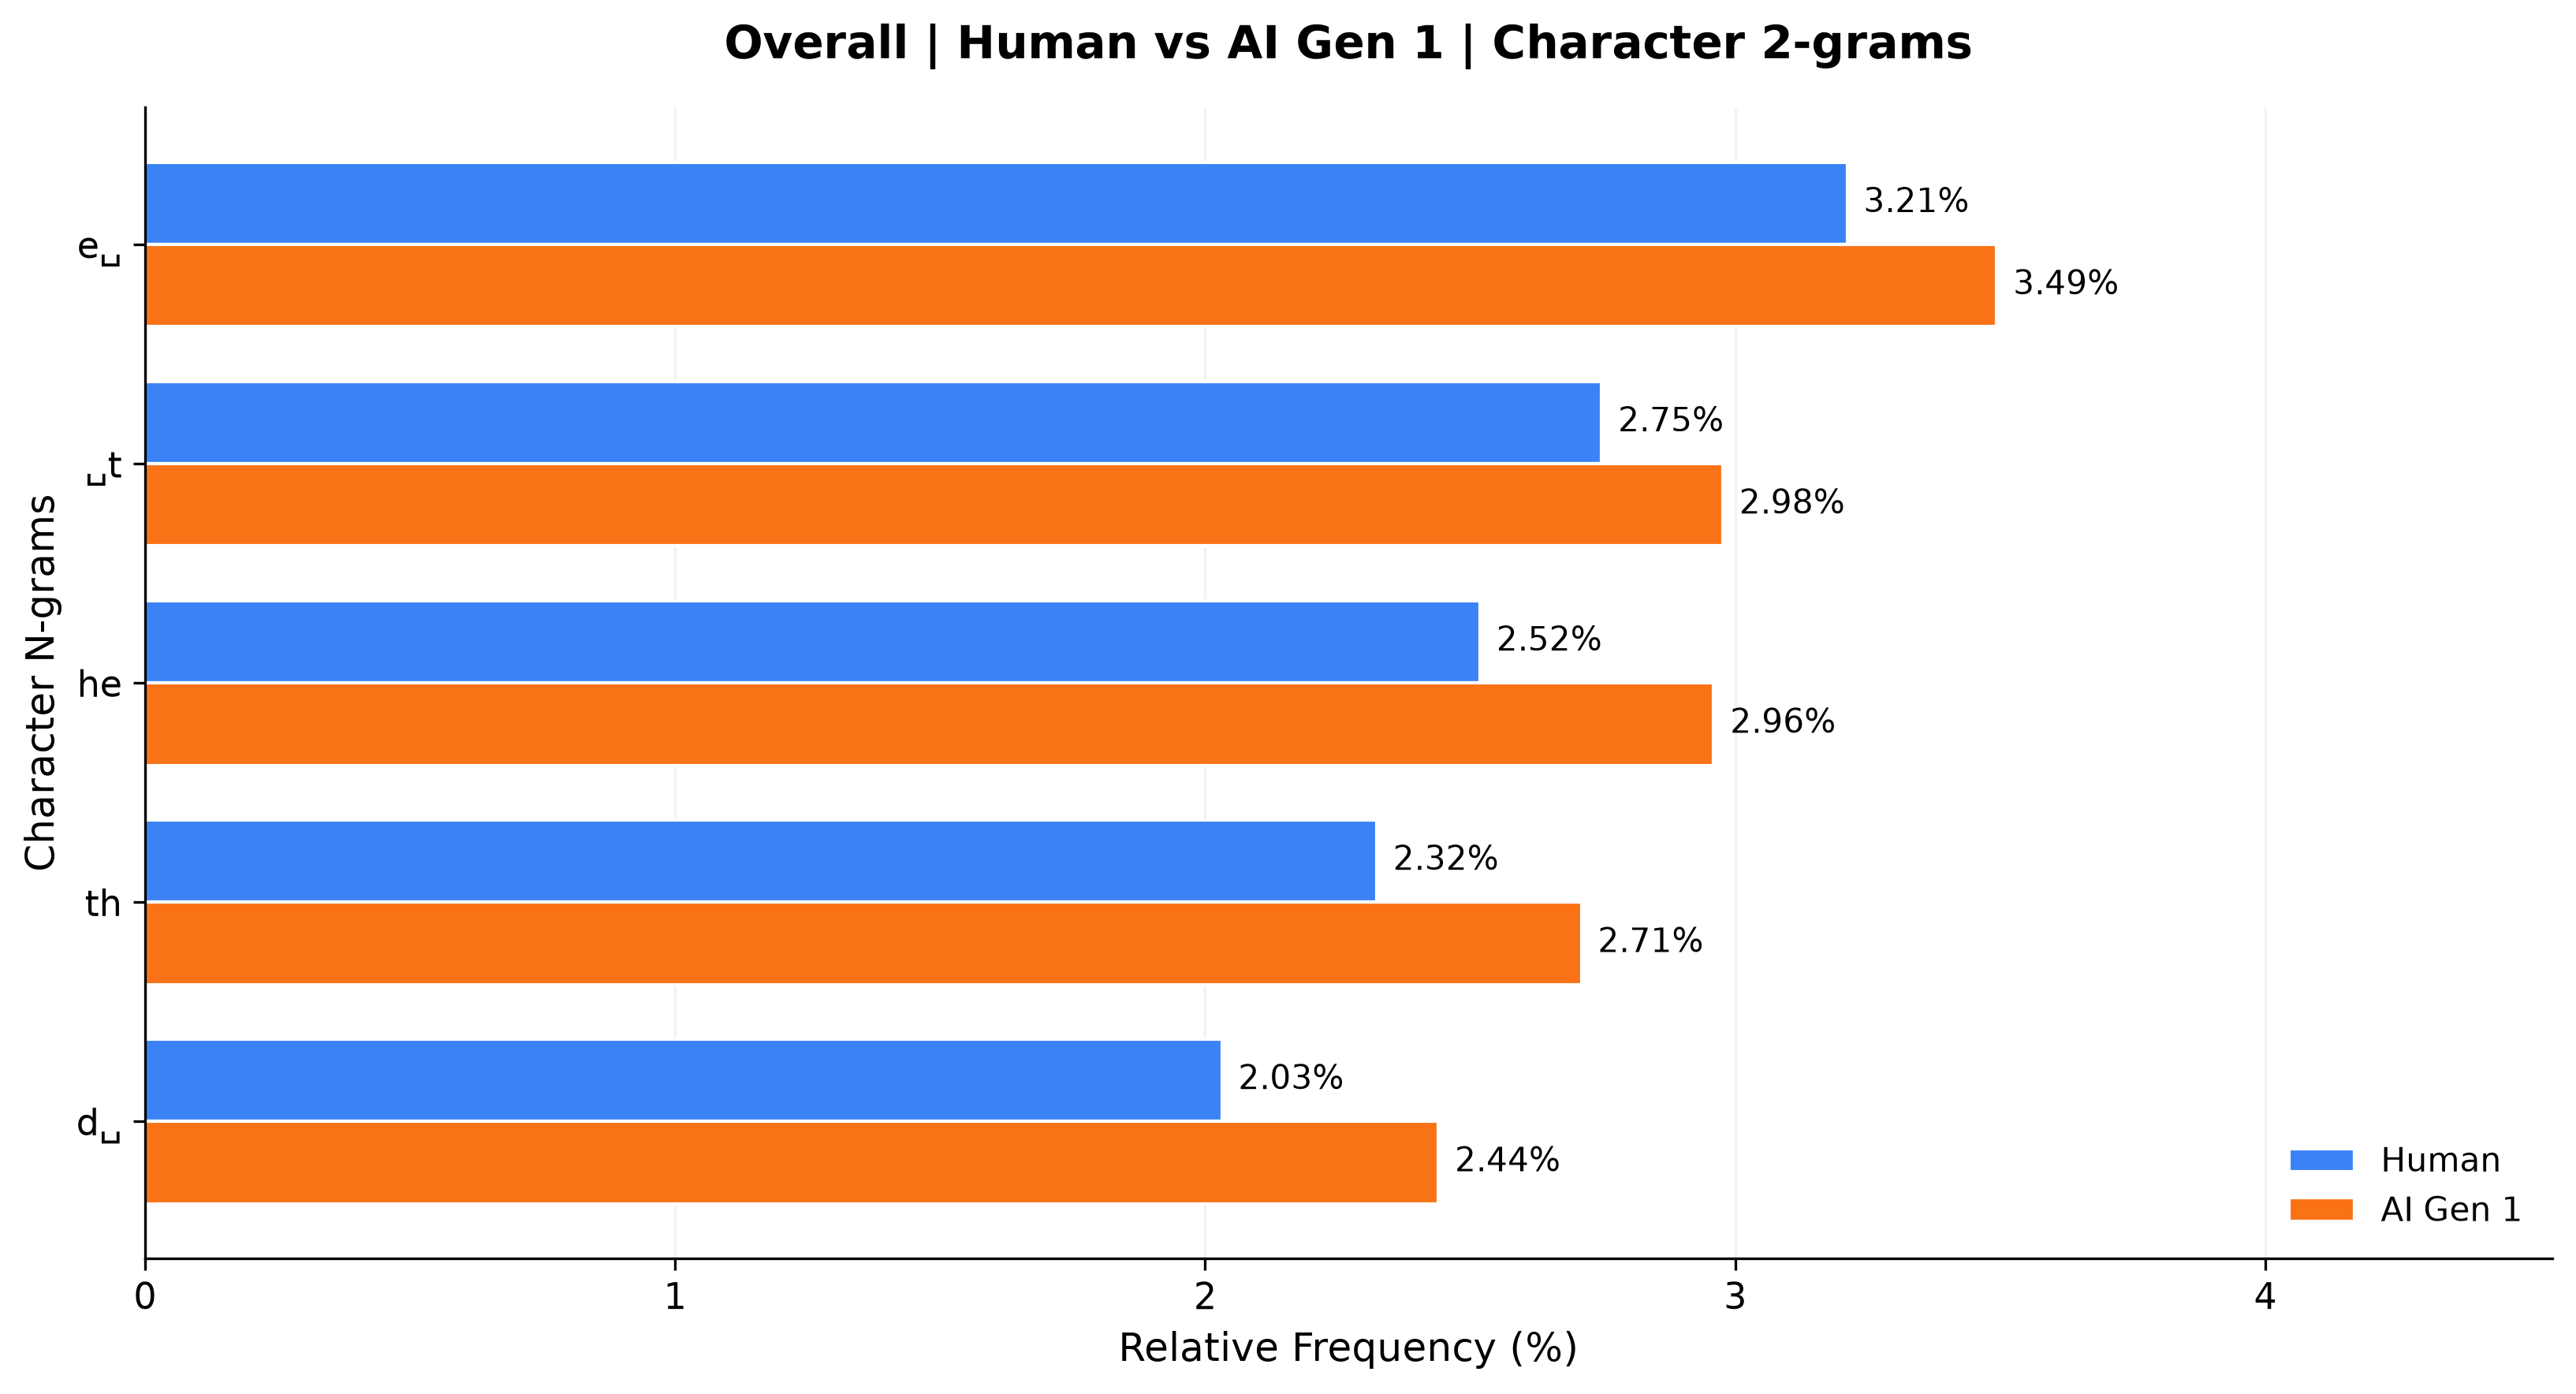 Overall | Human vs AI Gen 1 | Character 2-grams
Character N-grams
e␣
3.21%
3.49%
␣t
2.75%
2.98%
he
2.52%
2.96%
th
2.32%
2.71%
d␣
2.03%
2.44%
Human
AI Gen 1
0 1 2 3 4
Relative Frequency (%)